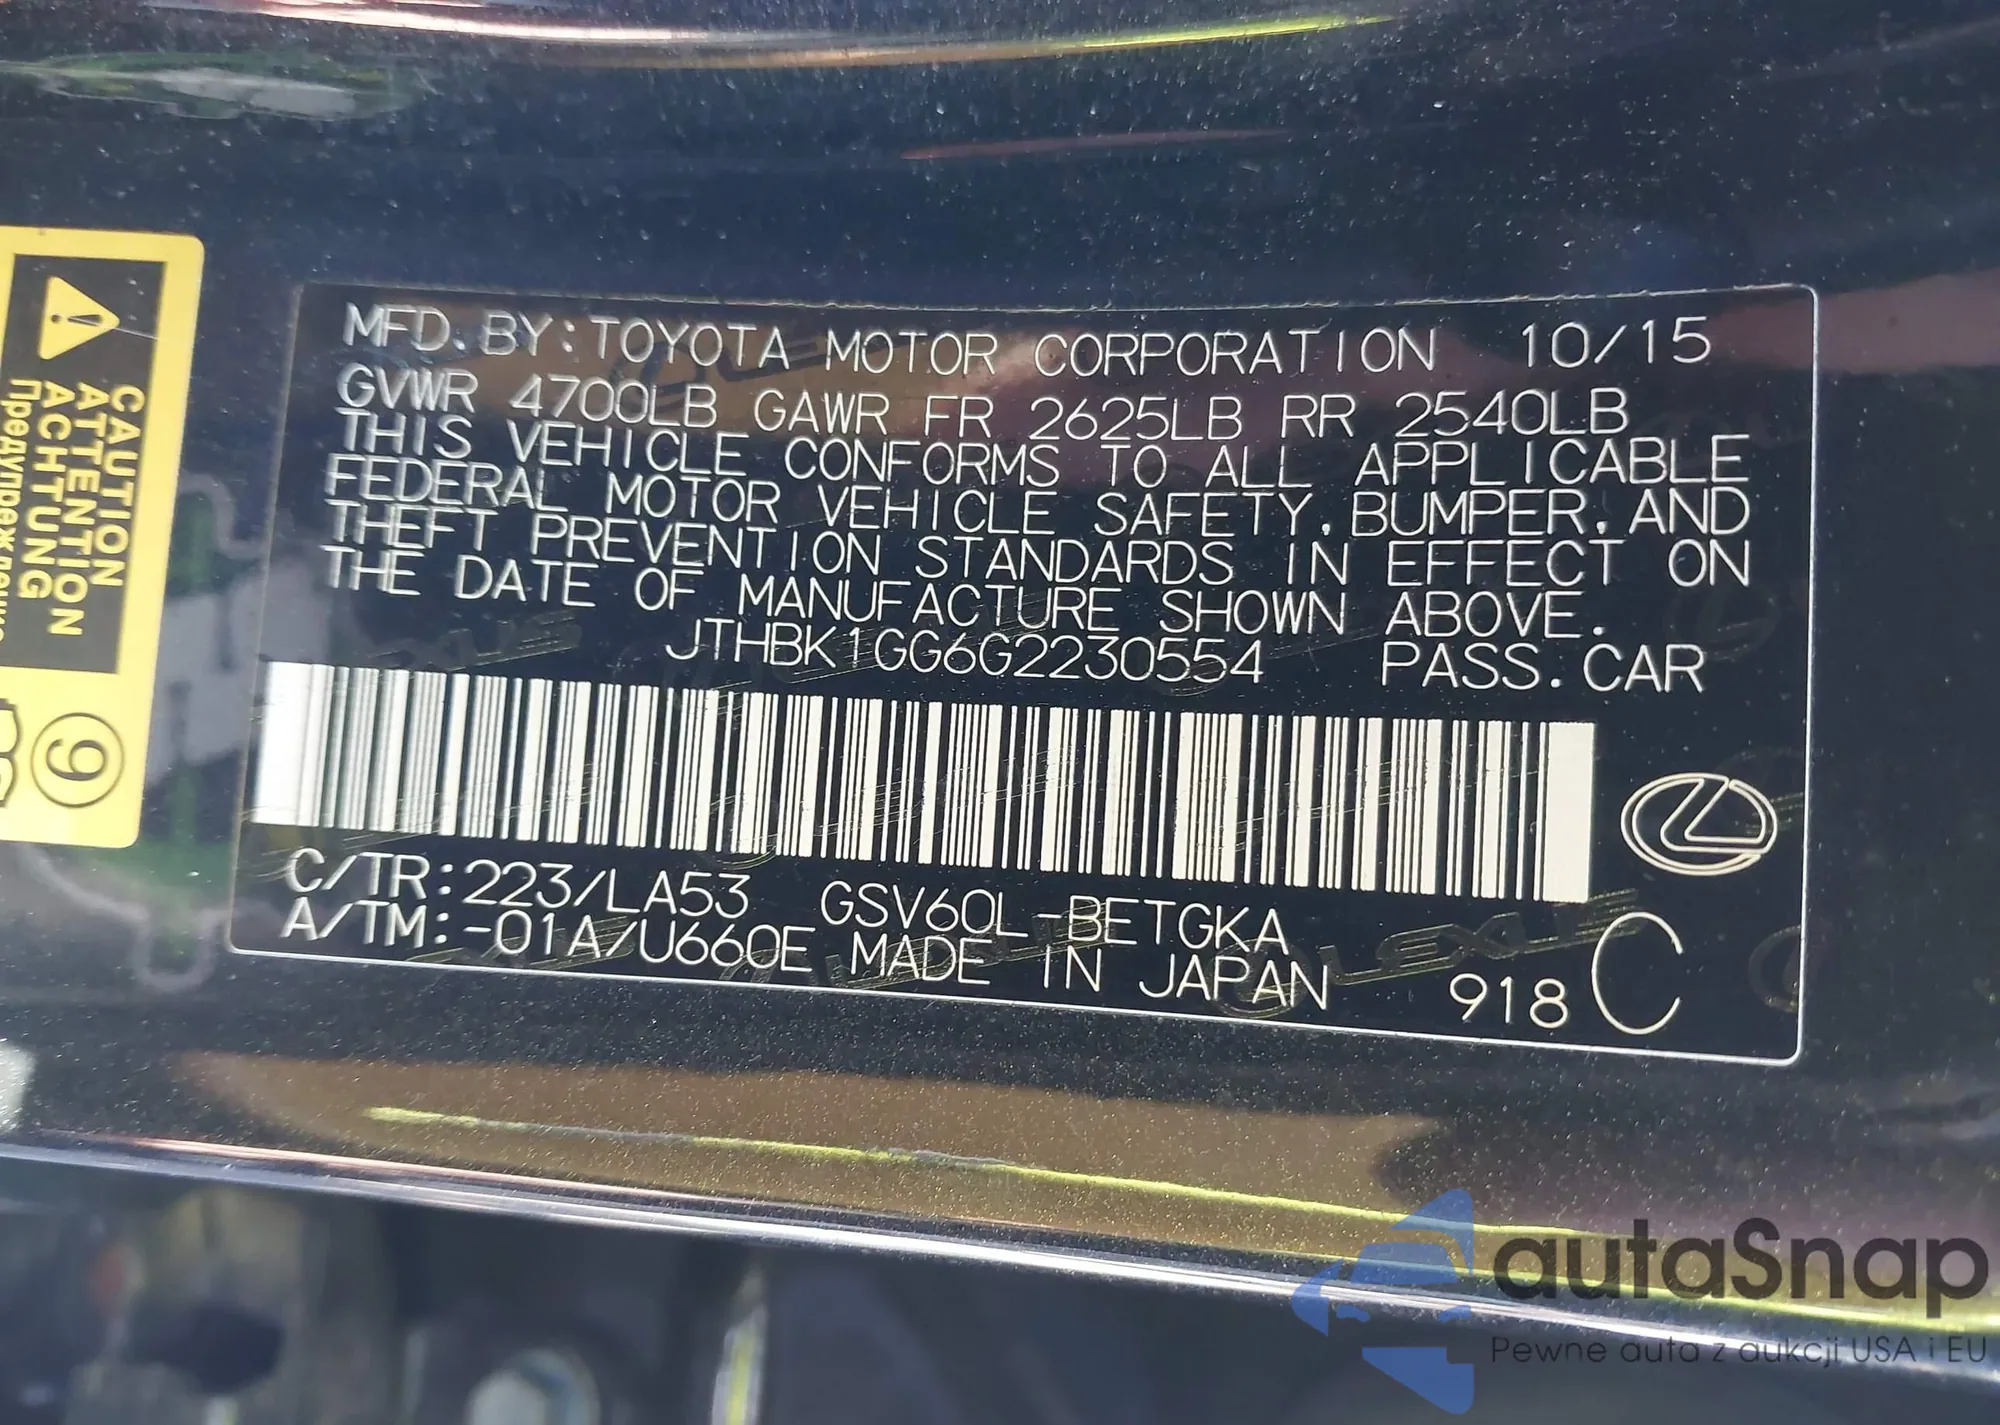 MFD. BY: TOYOTA MOTOR CORPORATION 10/15
GVWR 4700LB GAWR FR 2625LB RR 2540LB
THIS VEHICLE CONFORMS TO ALL APPLICABLE
FEDERAL MOTOR VEHICLE SAFETY, BUMPER, AND
THEFT PREVENTION STANDARDS IN EFFECT ON
THE DATE OF MANUFACTURE SHOWN ABOVE.
JTHBK1GG6G2230554 PASS. CAR
C/TR: 223/LA53 GSV60L-BETGKA
A/TM: -01A/U660E MADE IN JAPAN 918 C
CAUTION
ATTENTION
ACHTUNG
9
autaSnap
Pewne auta z aukcji USA i EU